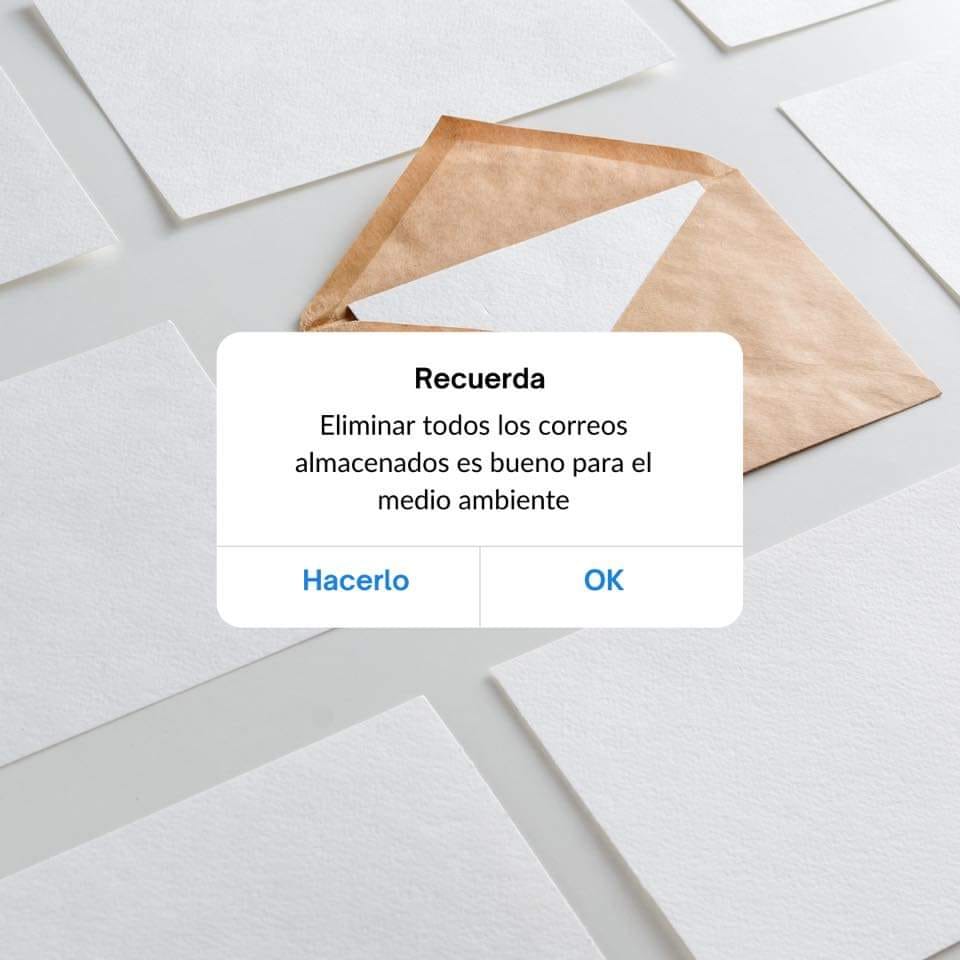 Recuerda
Eliminar todos los correos
almacenados es bueno para el
medio ambiente
Hacerlo
OK